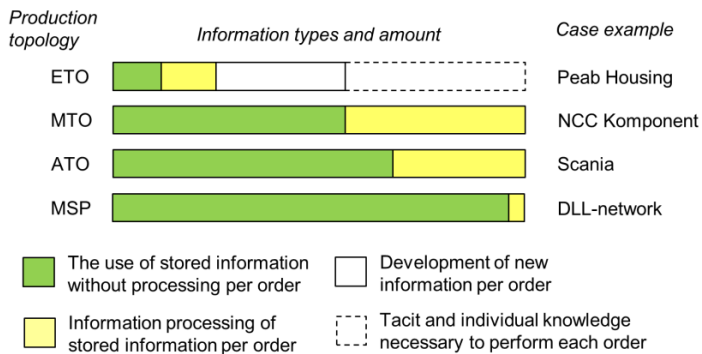 Production
topology
Information types and amount
Case example
ETO
Peab Housing
MTO
NCC Komponent
ATO
Scania
MSP
DLL-network
The use of stored information
without processing per order
Development of new
information per order
Information processing of
stored information per order
Tacit and individual knowledge
necessary to perform each order